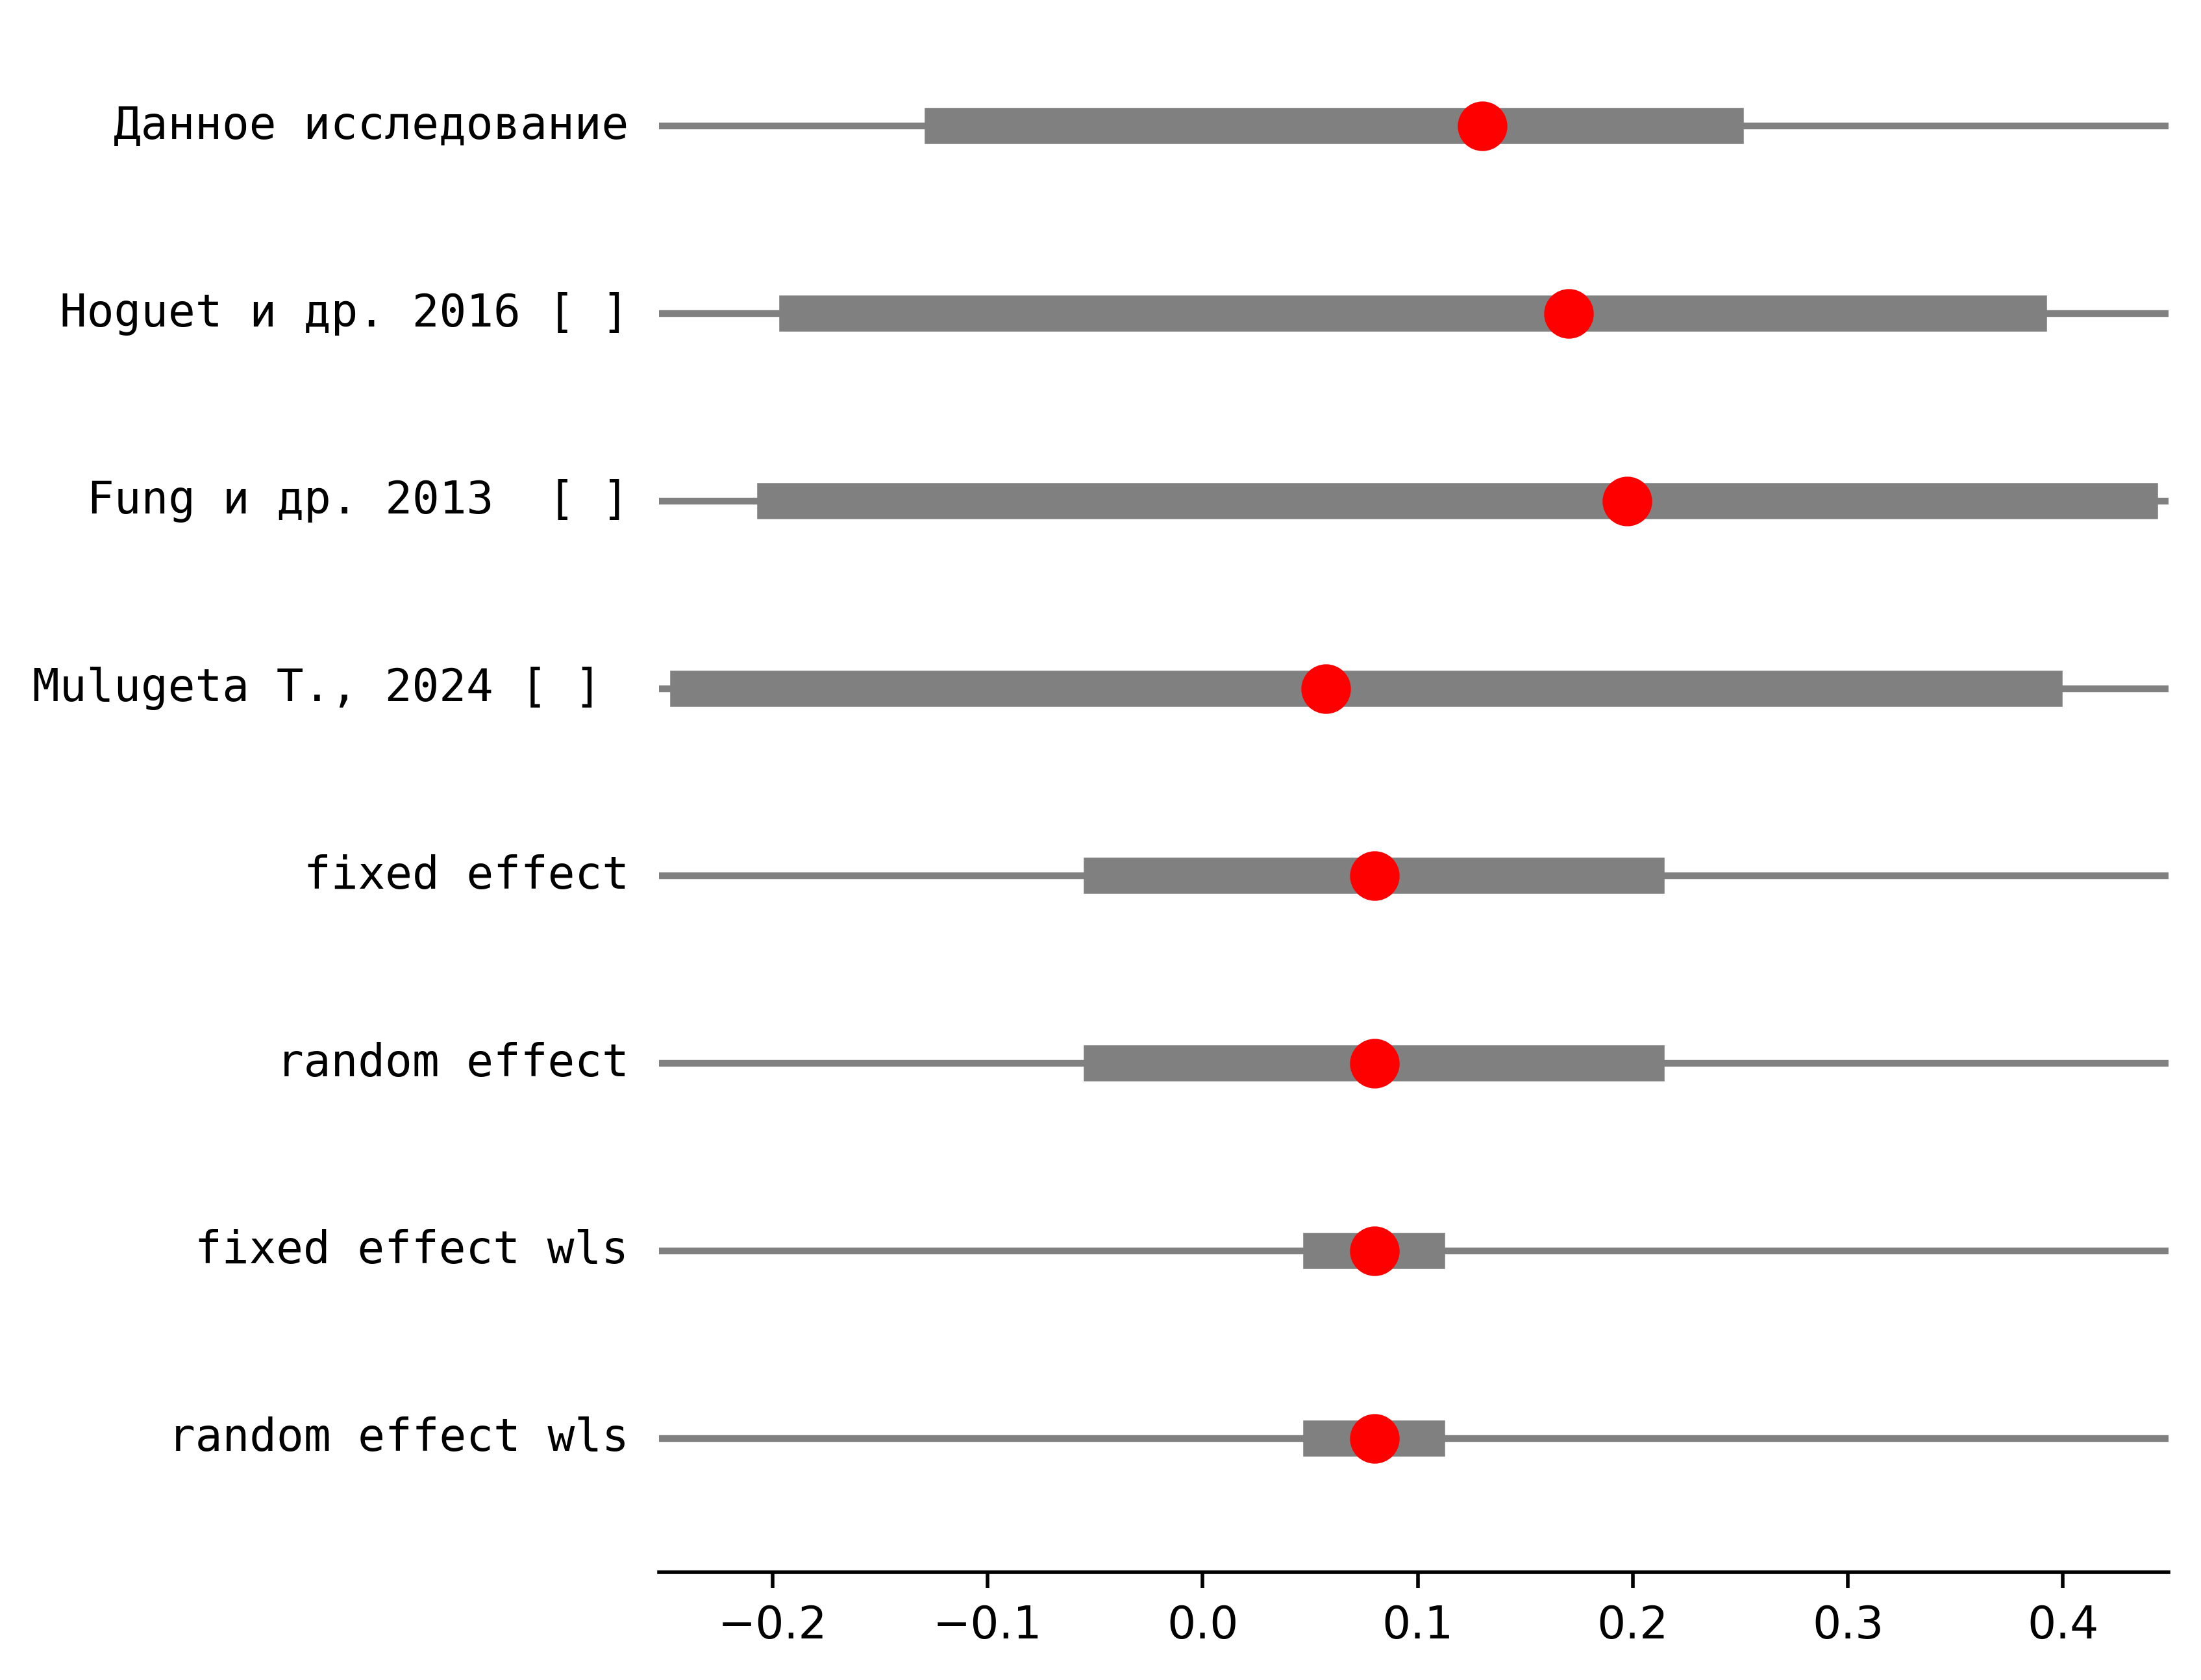 Данное исследование
Hoguet и др. 2016 [ ]
Fung и др. 2013  [ ]
Mulugeta T., 2024 [ ]
fixed effect
random effect
fixed effect wls
random effect wls
−0.2 −0.1 0.0 0.1 0.2 0.3 0.4